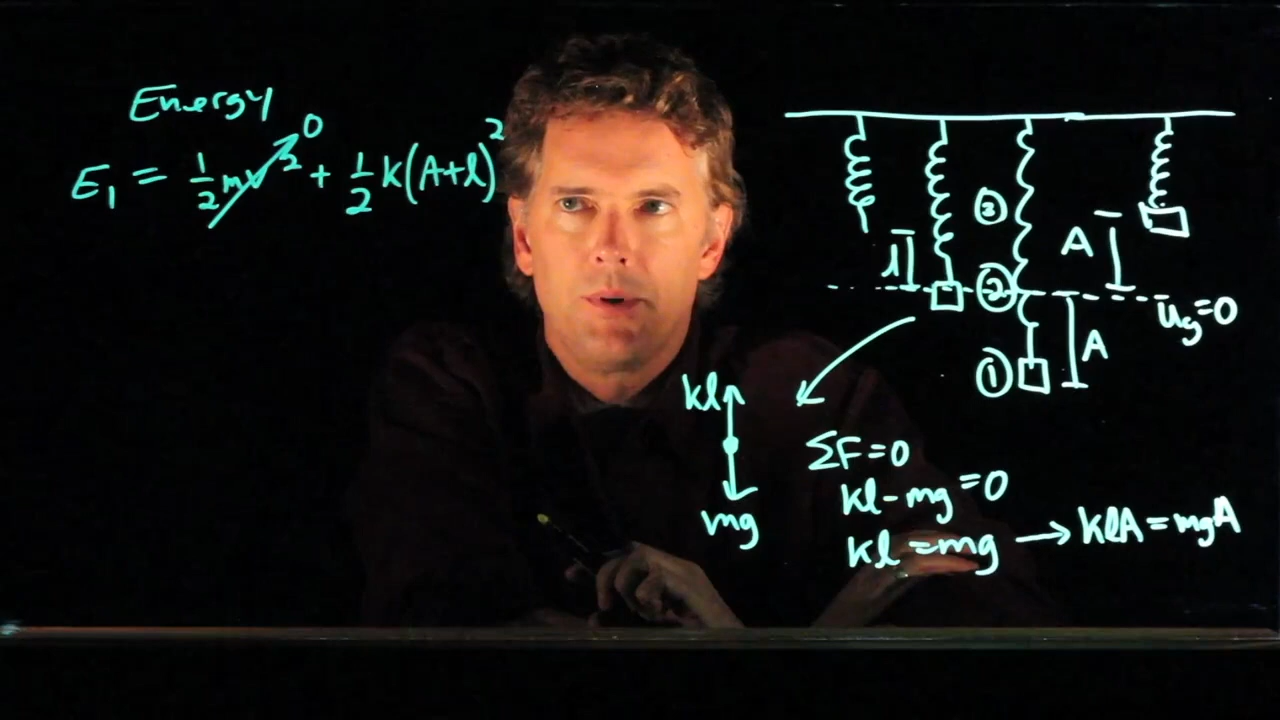 Energy
E₁ = 1/2 mv² 0 + 1/2 k(A+l)²
③
A
l
②
u_g=0
A
①
kl
mg
ΣF=0
kl-mg=0
kl=mg → klA=mgA